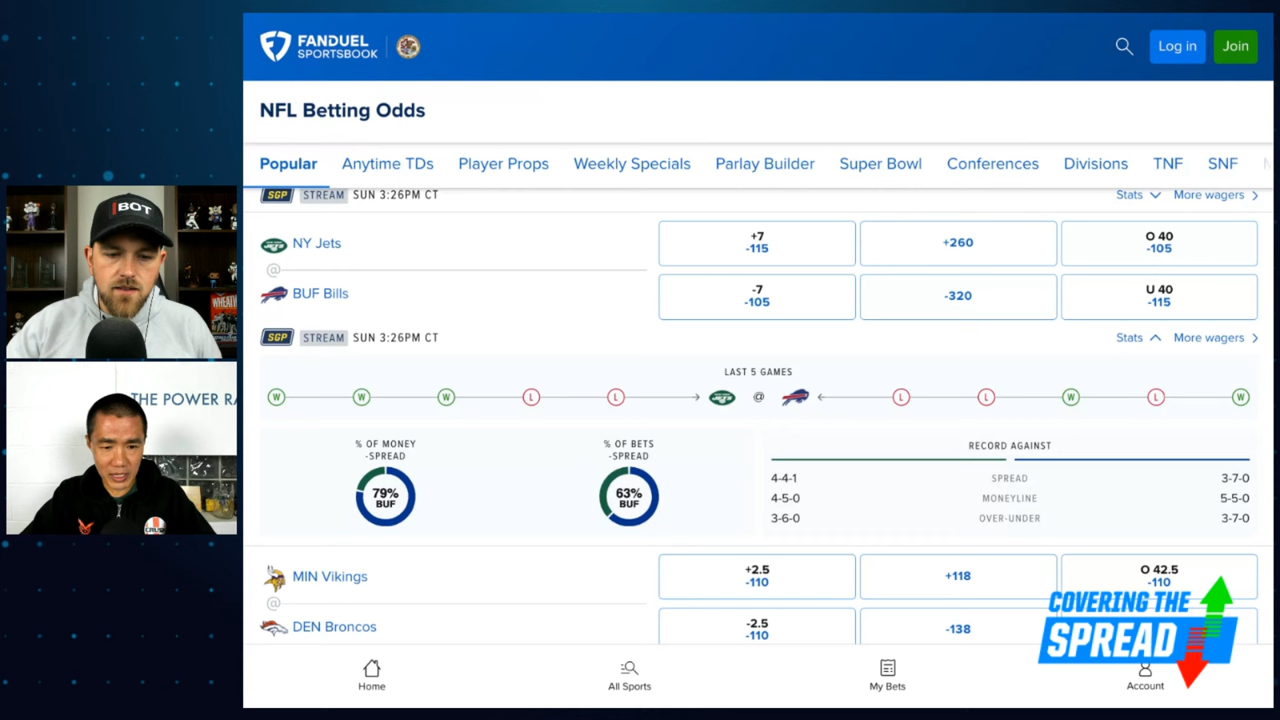 FANDUEL
SPORTSBOOK
Log in
Join
NFL Betting Odds
Popular
Anytime TDs
Player Props
Weekly Specials
Parlay Builder
Super Bowl
Conferences
Divisions
TNF
SNF
SGP STREAM SUN 3:26PM CT
Stats
More wagers
NY Jets
+7
-115
+260
O 40
-105
@
BUF Bills
-7
-105
-320
U 40
-115
SGP STREAM SUN 3:26PM CT
Stats
More wagers
LAST 5 GAMES
W W W L L @ L L W L W
% OF MONEY
-SPREAD
79%
BUF
% OF BETS
-SPREAD
63%
BUF
RECORD AGAINST
4-4-1 SPREAD 3-7-0
4-5-0 MONEYLINE 5-5-0
3-6-0 OVER-UNDER 3-7-0
MIN Vikings
+2.5
-110
+118
O 42.5
-110
@
DEN Broncos
-2.5
-110
-138
COVERING THE
SPREAD
Home
All Sports
My Bets
Account
BOT
THE POWER RA